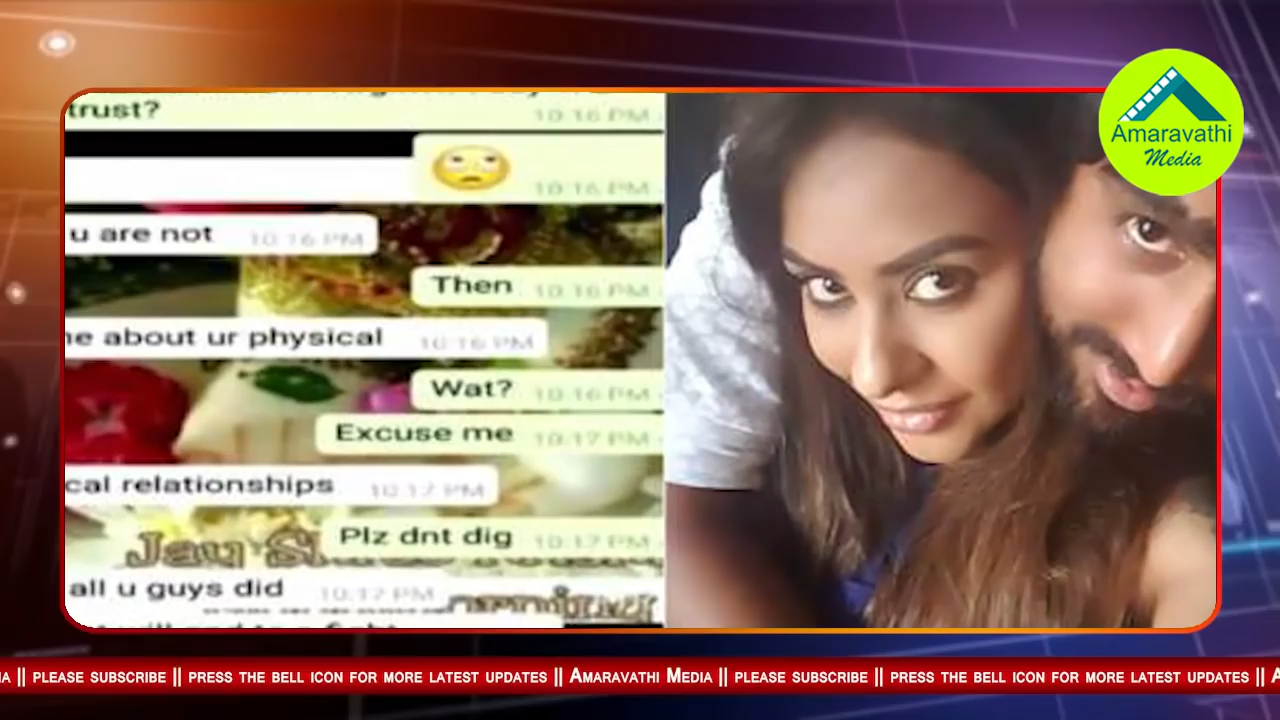 trust?
10:16 PM
10:16 PM
u are not 10:16 PM
Then 10:16 PM
e about ur physical 10:16 PM
Wat? 10:16 PM
Excuse me 10:17 PM
cal relationships 10:17 PM
Plz dnt dig 10:17 PM
all u guys did 10:17 PM
Amaravathi
Media
IA || PLEASE SUBSCRIBE || PRESS THE BELL ICON FOR MORE LATEST UPDATES || AMARAVATHI MEDIA || PLEASE SUBSCRIBE || PRESS THE BELL ICON FOR MORE LATEST UPDATES || A